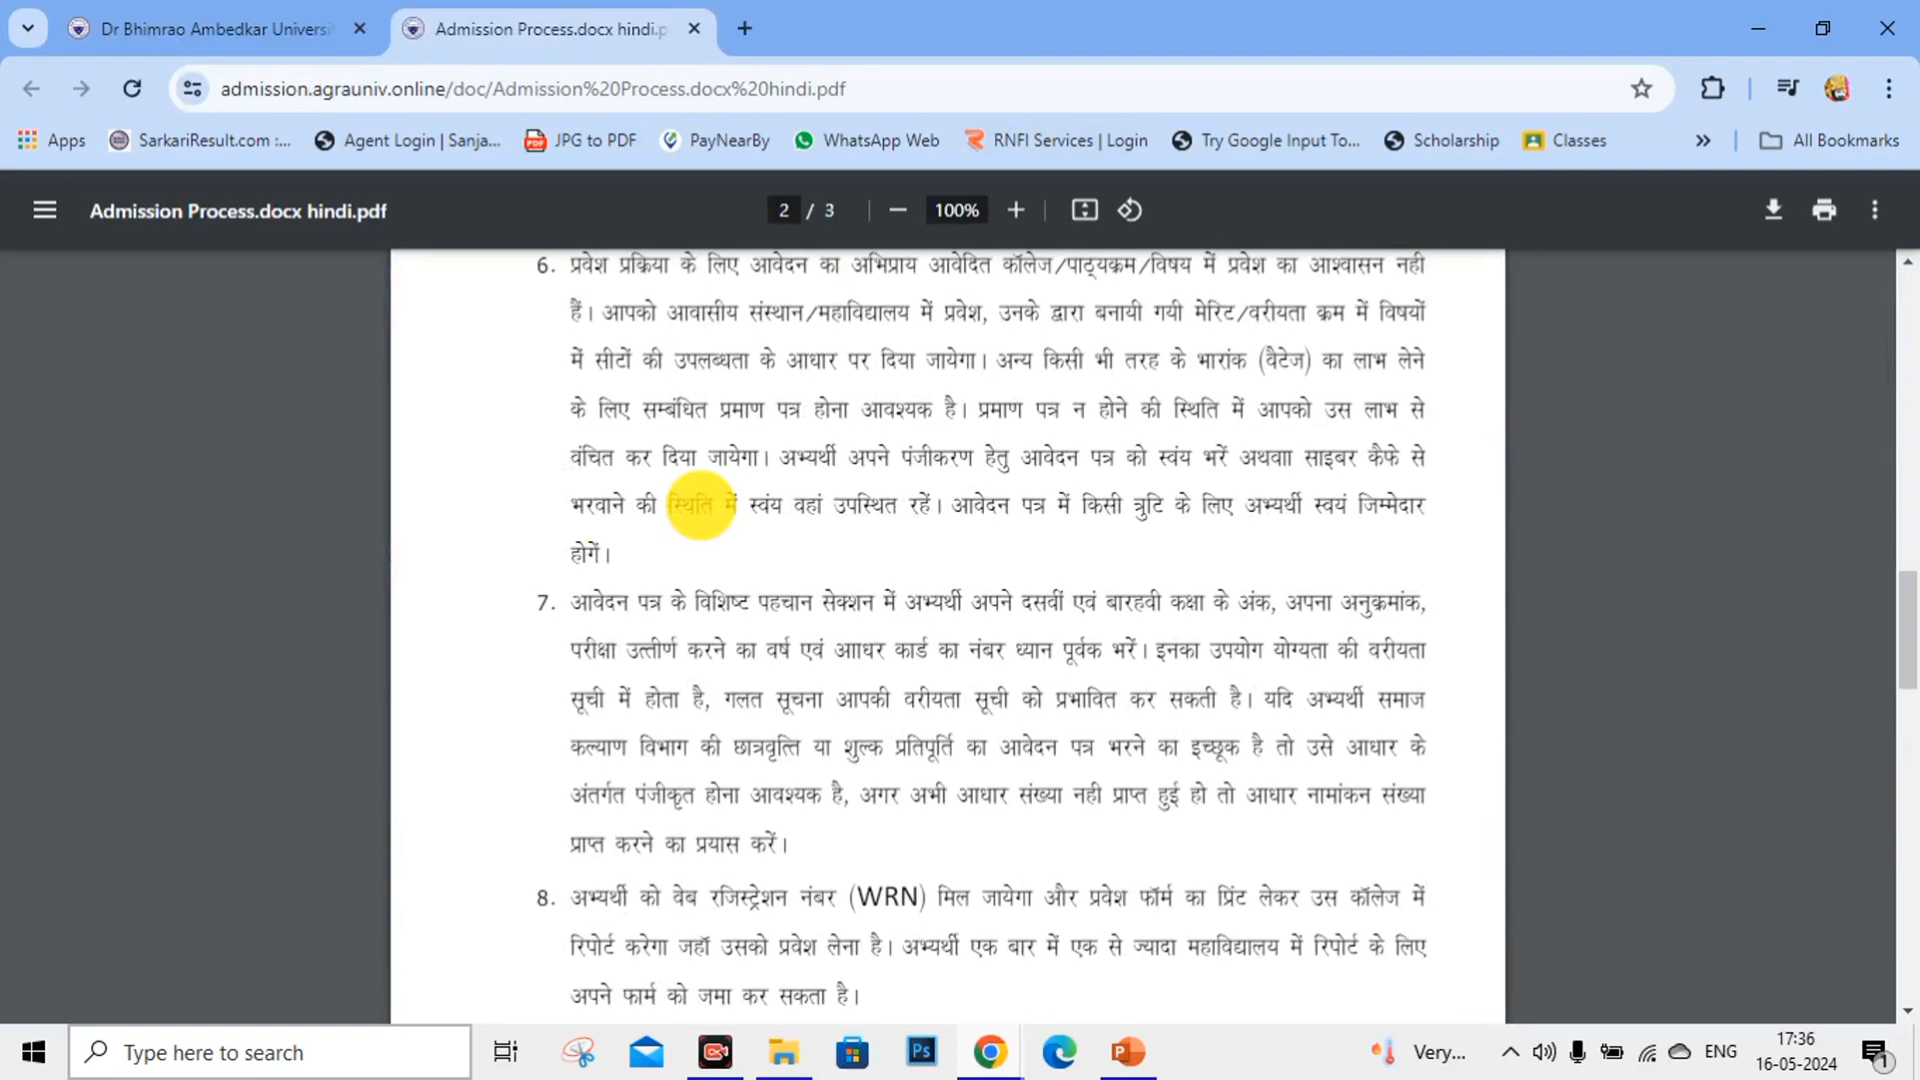 Dr Bhimrao Ambedkar Universi
Admission Process.docx hindi.p
admission.agrauniv.online/doc/Admission%20Process.docx%20hindi.pdf
Apps
SarkariResult.com :...
Agent Login | Sanja...
JPG to PDF
PayNearBy
WhatsApp Web
RNFI Services | Login
Try Google Input To...
Scholarship
Classes
All Bookmarks
Admission Process.docx hindi.pdf
2 / 3
100%
6. प्रवेश प्रक्रिया के लिए आवेदन का अभिप्राय आवेदित कॉलेज/पाठ्यक्रम/विषय में प्रवेश का आश्वासन नही
हैं। आपको आवासीय संस्थान/महाविद्यालय में प्रवेश, उनके द्वारा बनायी गयी मेरिट/वरीयता क्रम में विषयों
में सीटों की उपलब्धता के आधार पर दिया जायेगा। अन्य किसी भी तरह के भारांक (वैटेज) का लाभ लेने
के लिए सम्बंधित प्रमाण पत्र होना आवश्यक है। प्रमाण पत्र न होने की स्थिति में आपको उस लाभ से
वंचित कर दिया जायेगा। अभ्यर्थी अपने पंजीकरण हेतु आवेदन पत्र को स्वंय भरें अथवाा साइबर कैफे से
भरवाने की स्थिति में स्वंय वहां उपस्थित रहें। आवेदन पत्र में किसी त्रुटि के लिए अभ्यर्थी स्वयं जिम्मेदार
होगें।
7. आवेदन पत्र के विशिष्ट पहचान सेक्शन में अभ्यर्थी अपने दसवीं एवं बारहवी कक्षा के अंक, अपना अनुक्रमांक,
परीक्षा उत्तीर्ण करने का वर्ष एवं आाधर कार्ड का नंबर ध्यान पूर्वक भरें। इनका उपयोग योग्यता की वरीयता
सूची में होता है, गलत सूचना आपकी वरीयता सूची को प्रभावित कर सकती है। यदि अभ्यर्थी समाज
कल्याण विभाग की छात्रवृत्ति या शुल्क प्रतिपूर्ति का आवेदन पत्र भरने का इच्छूक है तो उसे आधार के
अंतर्गत पंजीकृत होना आवश्यक है, अगर अभी आधार संख्या नही प्राप्त हुई हो तो आधार नामांकन संख्या
प्राप्त करने का प्रयास करें।
8. अभ्यर्थी को वेब रजिस्ट्रेशन नंबर (WRN) मिल जायेगा और प्रवेश फॉर्म का प्रिंट लेकर उस कॉलेज में
रिपोर्ट करेगा जहॉ उसको प्रवेश लेना है। अभ्यर्थी एक बार में एक से ज्यादा महाविद्यालय में रिपोर्ट के लिए
अपने फार्म को जमा कर सकता है।
Type here to search
Ps
P
Very...
ENG
17:36
16-05-2024
1